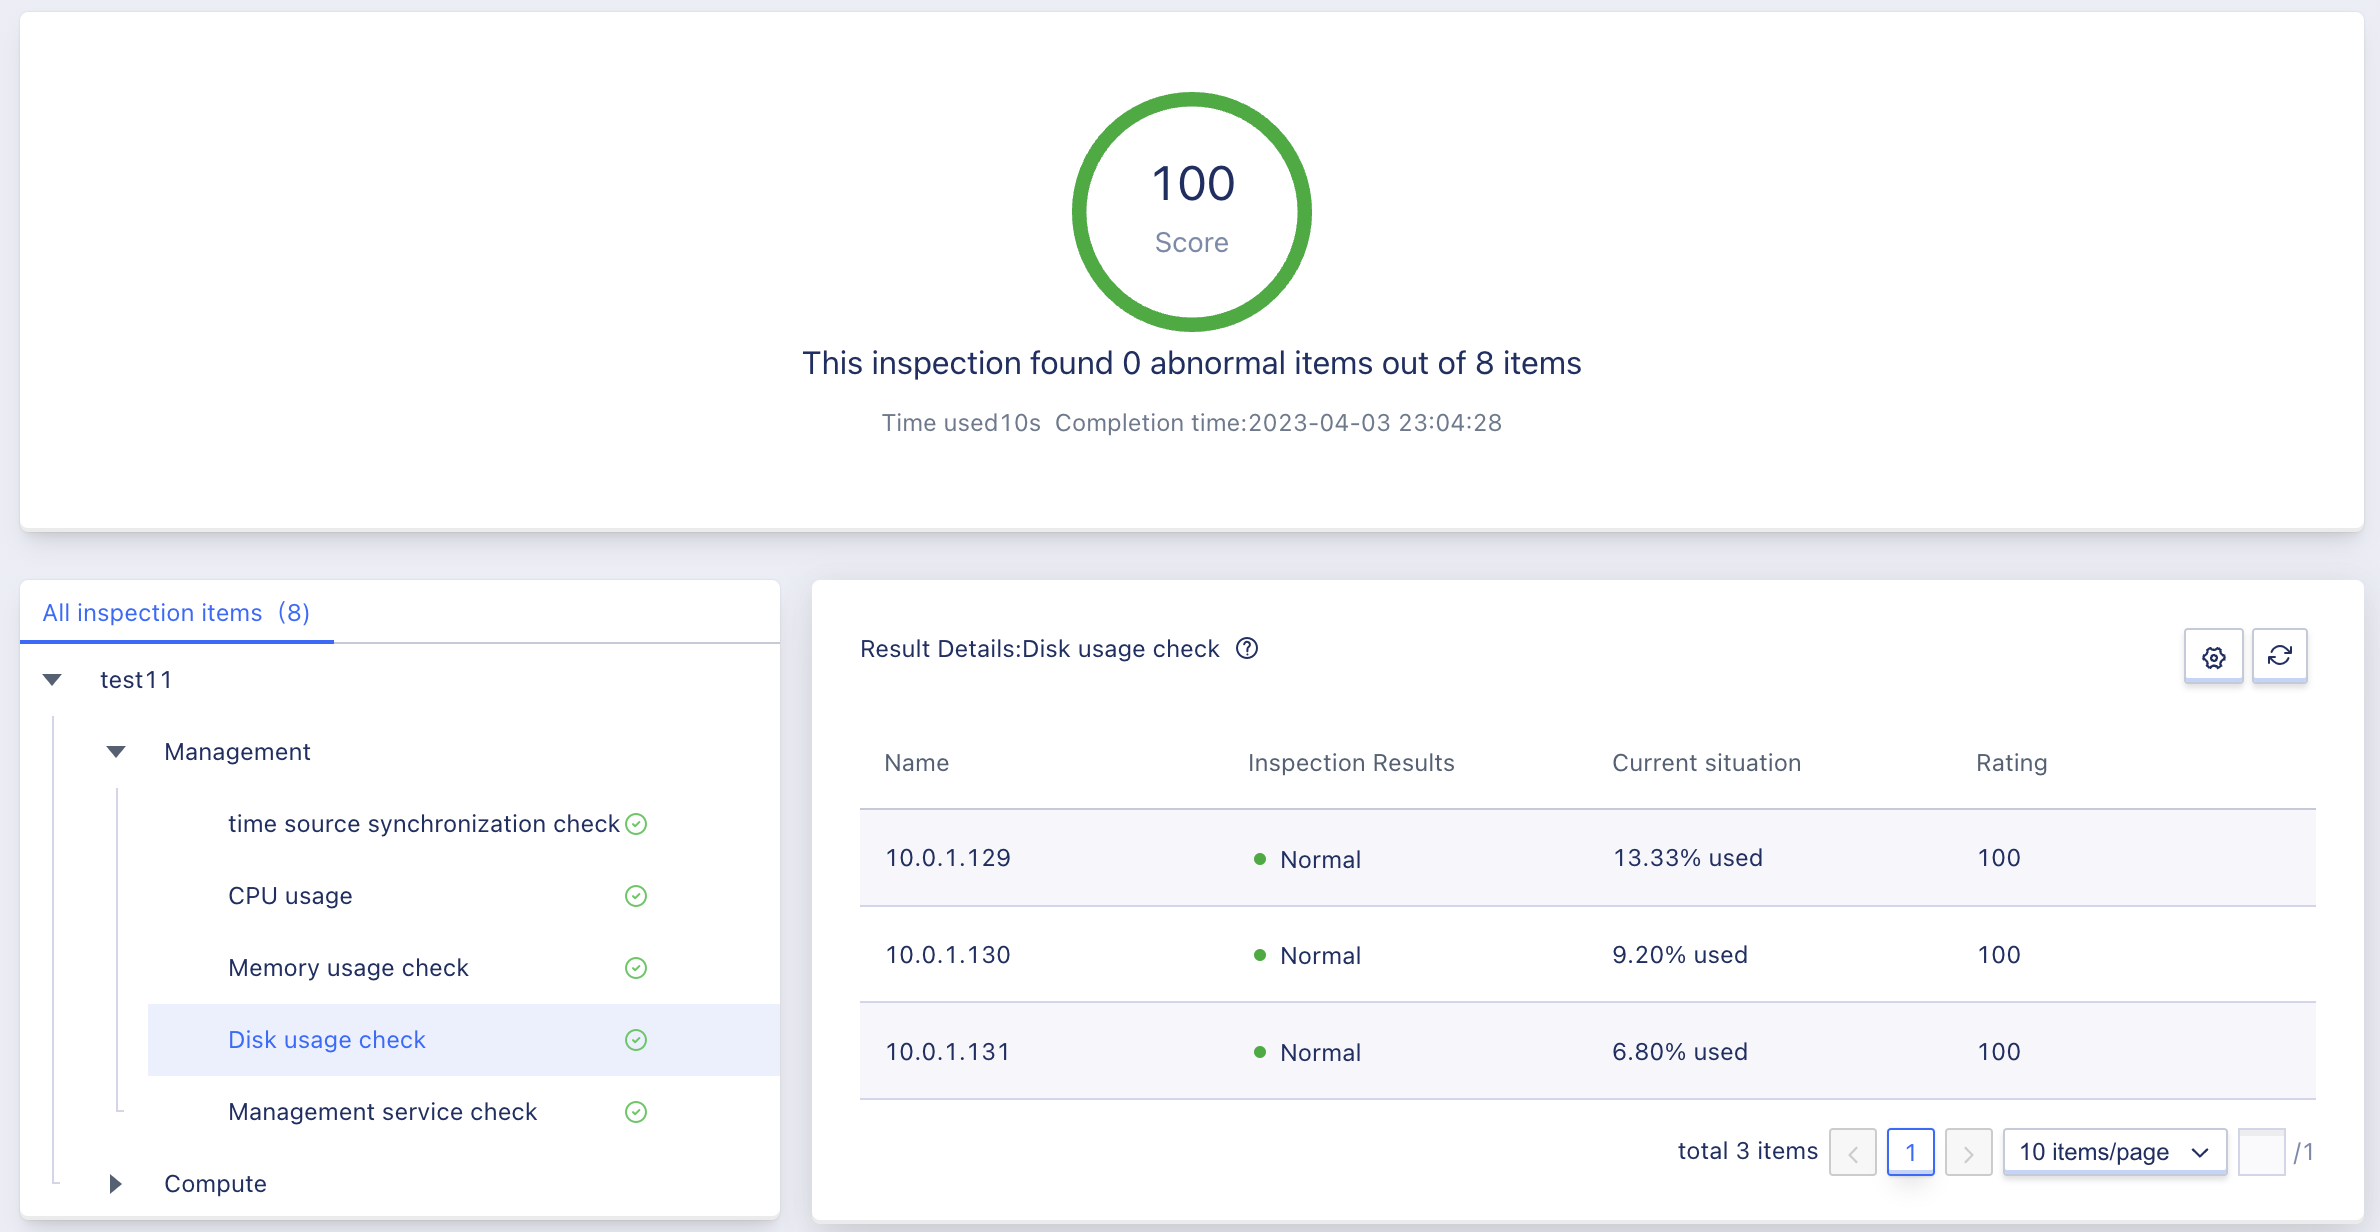 100
Score
This inspection found 0 abnormal items out of 8 items
Time used10s Completion time:2023-04-03 23:04:28
All inspection items (8)
test11
Management
time source synchronization check
CPU usage
Memory usage check
Disk usage check
Management service check
Compute
Result Details:Disk usage check
Name Inspection Results Current situation Rating
10.0.1.129 Normal 13.33% used 100
10.0.1.130 Normal 9.20% used 100
10.0.1.131 Normal 6.80% used 100
total 3 items 1 10 items/page /1